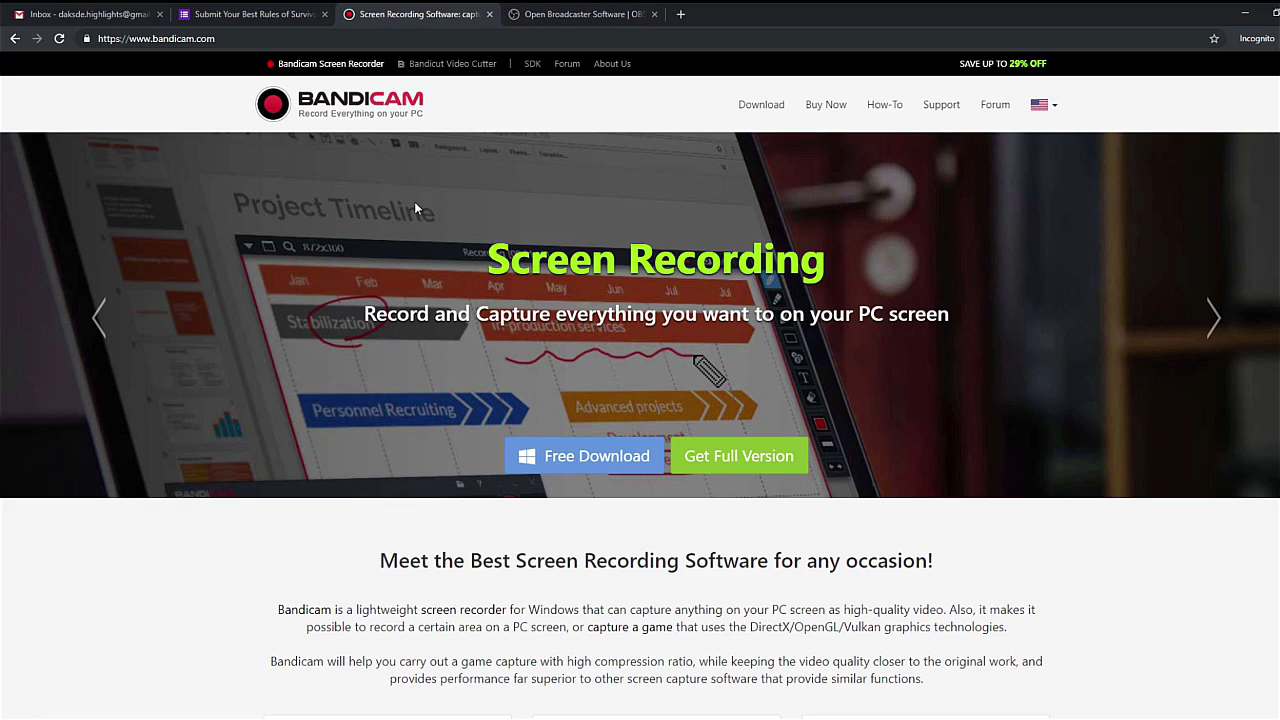 Inbox - daksde.highlights@gmail
Submit Your Best Rules of Surviv
Screen Recording Software: capt
Open Broadcaster Software | OBS
https://www.bandicam.com
Incognito
Bandicam Screen Recorder
Bandicut Video Cutter
SDK
Forum
About Us
SAVE UP TO 29% OFF
BANDICAM
Record Everything on your PC
Download
Buy Now
How-To
Support
Forum
Project Timeline
872x360
Jan Feb Mar Apr May Jun Jul Jul
Screen Recording
Stabilization
in production services
Record and Capture everything you want to on your PC screen
Personnel Recruiting
Advanced projects
Development
Free Download
Get Full Version
BANDICAM
Meet the Best Screen Recording Software for any occasion!
Bandicam is a lightweight screen recorder for Windows that can capture anything on your PC screen as high-quality video. Also, it makes it
possible to record a certain area on a PC screen, or capture a game that uses the DirectX/OpenGL/Vulkan graphics technologies.
Bandicam will help you carry out a game capture with high compression ratio, while keeping the video quality closer to the original work, and
provides performance far superior to other screen capture software that provide similar functions.